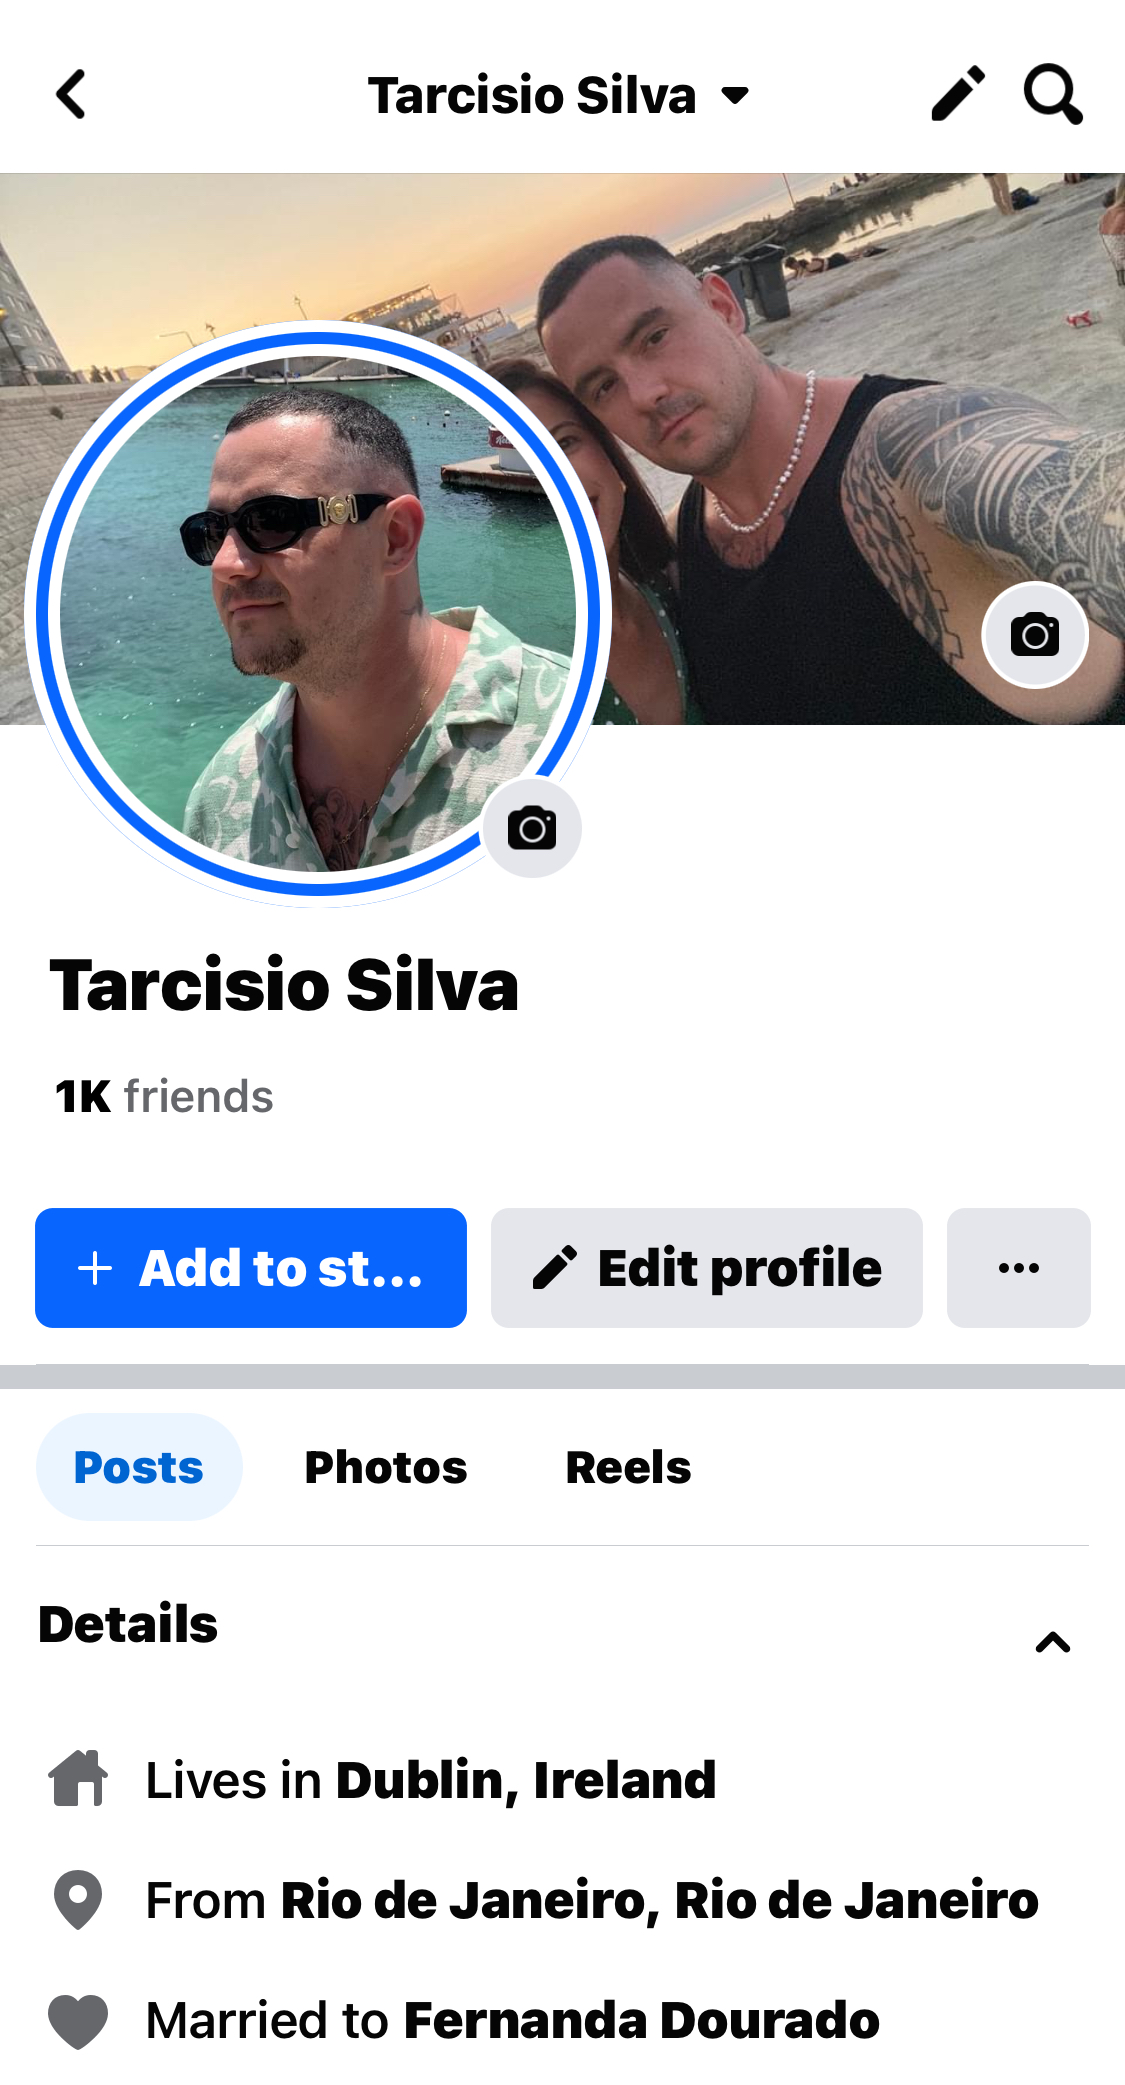 Tarcisio Silva
Tarcisio Silva
1K friends
Add to st...
Edit profile
Posts
Photos
Reels
Details
Lives in Dublin, Ireland
From Rio de Janeiro, Rio de Janeiro
Married to Fernanda Dourado